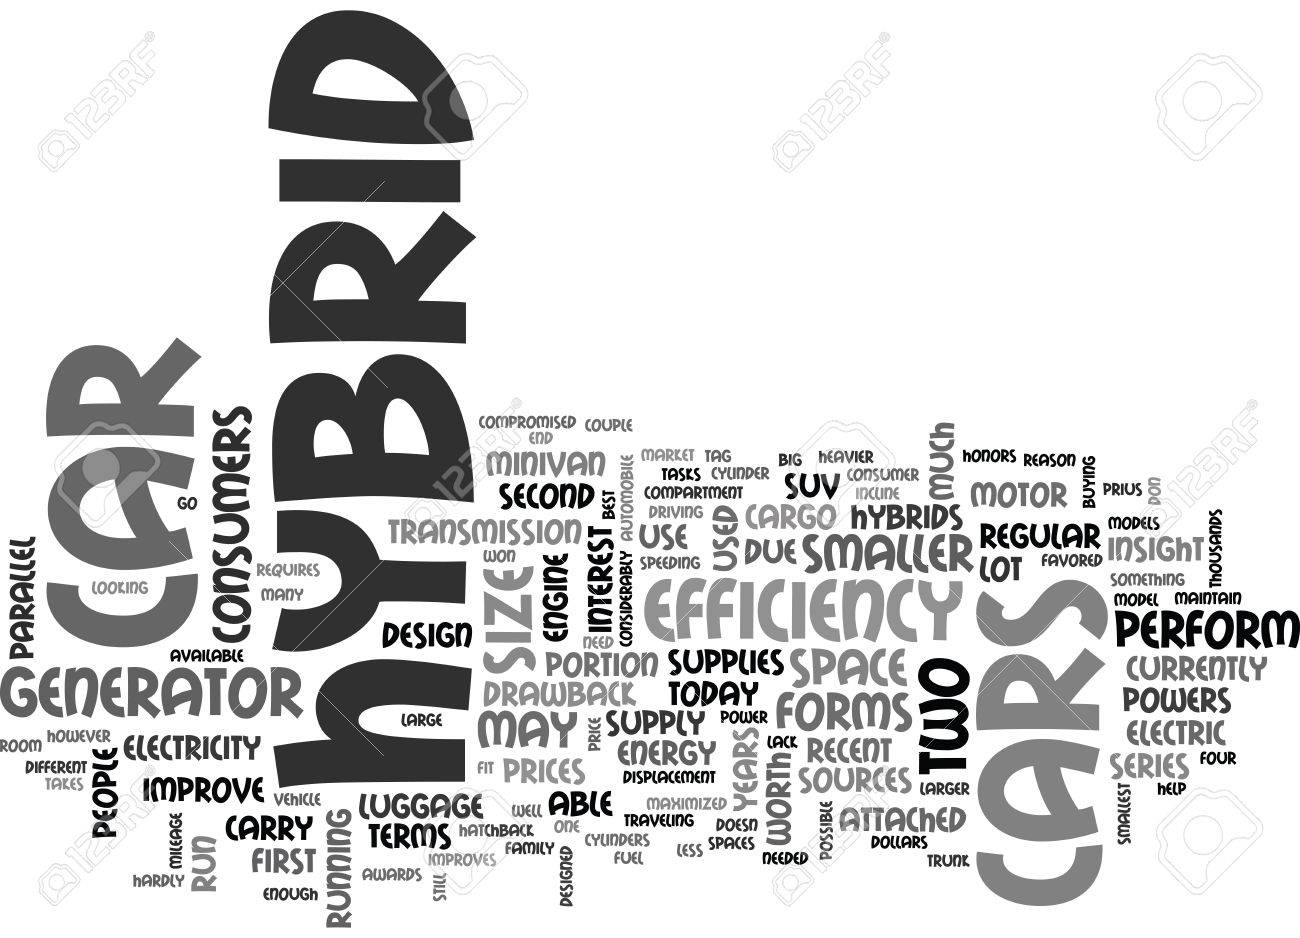 HYBRID
CAR
CARS
GENERATOR
CONSUMERS
PARALLEL
GO
LOOKING
REQUIRES
MANY
AVAILABLE
DESIGN
LARGE
ROOM
HOWEVER
DIFFERENT
TAKES
PEOPLE
ELECTRICITY
IMPROVE
VEHICLE
MILEAGE
HARDLY
RUN
CARRY
FIRST
ENOUGH
RUNNING
LUGGAGE
TERMS
AWARDS
STILL
IMPROVES
HATCHBACK
WELL
FAMILY
ONE
DESIGNED
CYLINDERS
FUEL
LESS
SPACES
COMPROMISED
END
COUPLE
MINIVAN
SECOND
TRANSMISSION
WON
SIZE
ENGINE
INTEREST
BEST
AUTOMOBILE
CONSIDERABLY
NEED
PORTION
DRAWBACK
MAY
FIT
PRICES
PRICE
ABLE
SUPPLY
ENERGY
DISPLACEMENT
MAXIMIZED
TRAVELING
MARKET
TAG
TASKS
CYLINDER
COMPARTMENT
DRIVING
USE
SPEEDING
USED
BIG
HEAVIER
SUV
CONSUMER
INCLINE
CARGO
HYBRIDS
DUE
SMALLER
EFFICIENCY
SUPPLIES
TODAY
POWER
YEARS
DOESN
LACK
WORTH
NEEDED
SPACE
FORMS
RECENT
SOURCES
POSSIBLE
ATTACHED
DOLLARS
TWO
LARGER
TRUNK
MUCH
HONORS
REASON
MOTOR
BUYING
PRIUS
DON
REGULAR
LOT
FAVORED
MODELS
INSIGHT
THOUSANDS
SOMETHING
MODEL
MAINTAIN
PERFORM
CURRENTLY
POWERS
ELECTRIC
SERIES
FOUR
HELP
SMALLEST
123RF
123RF
123RF
123RF
123RF
123RF